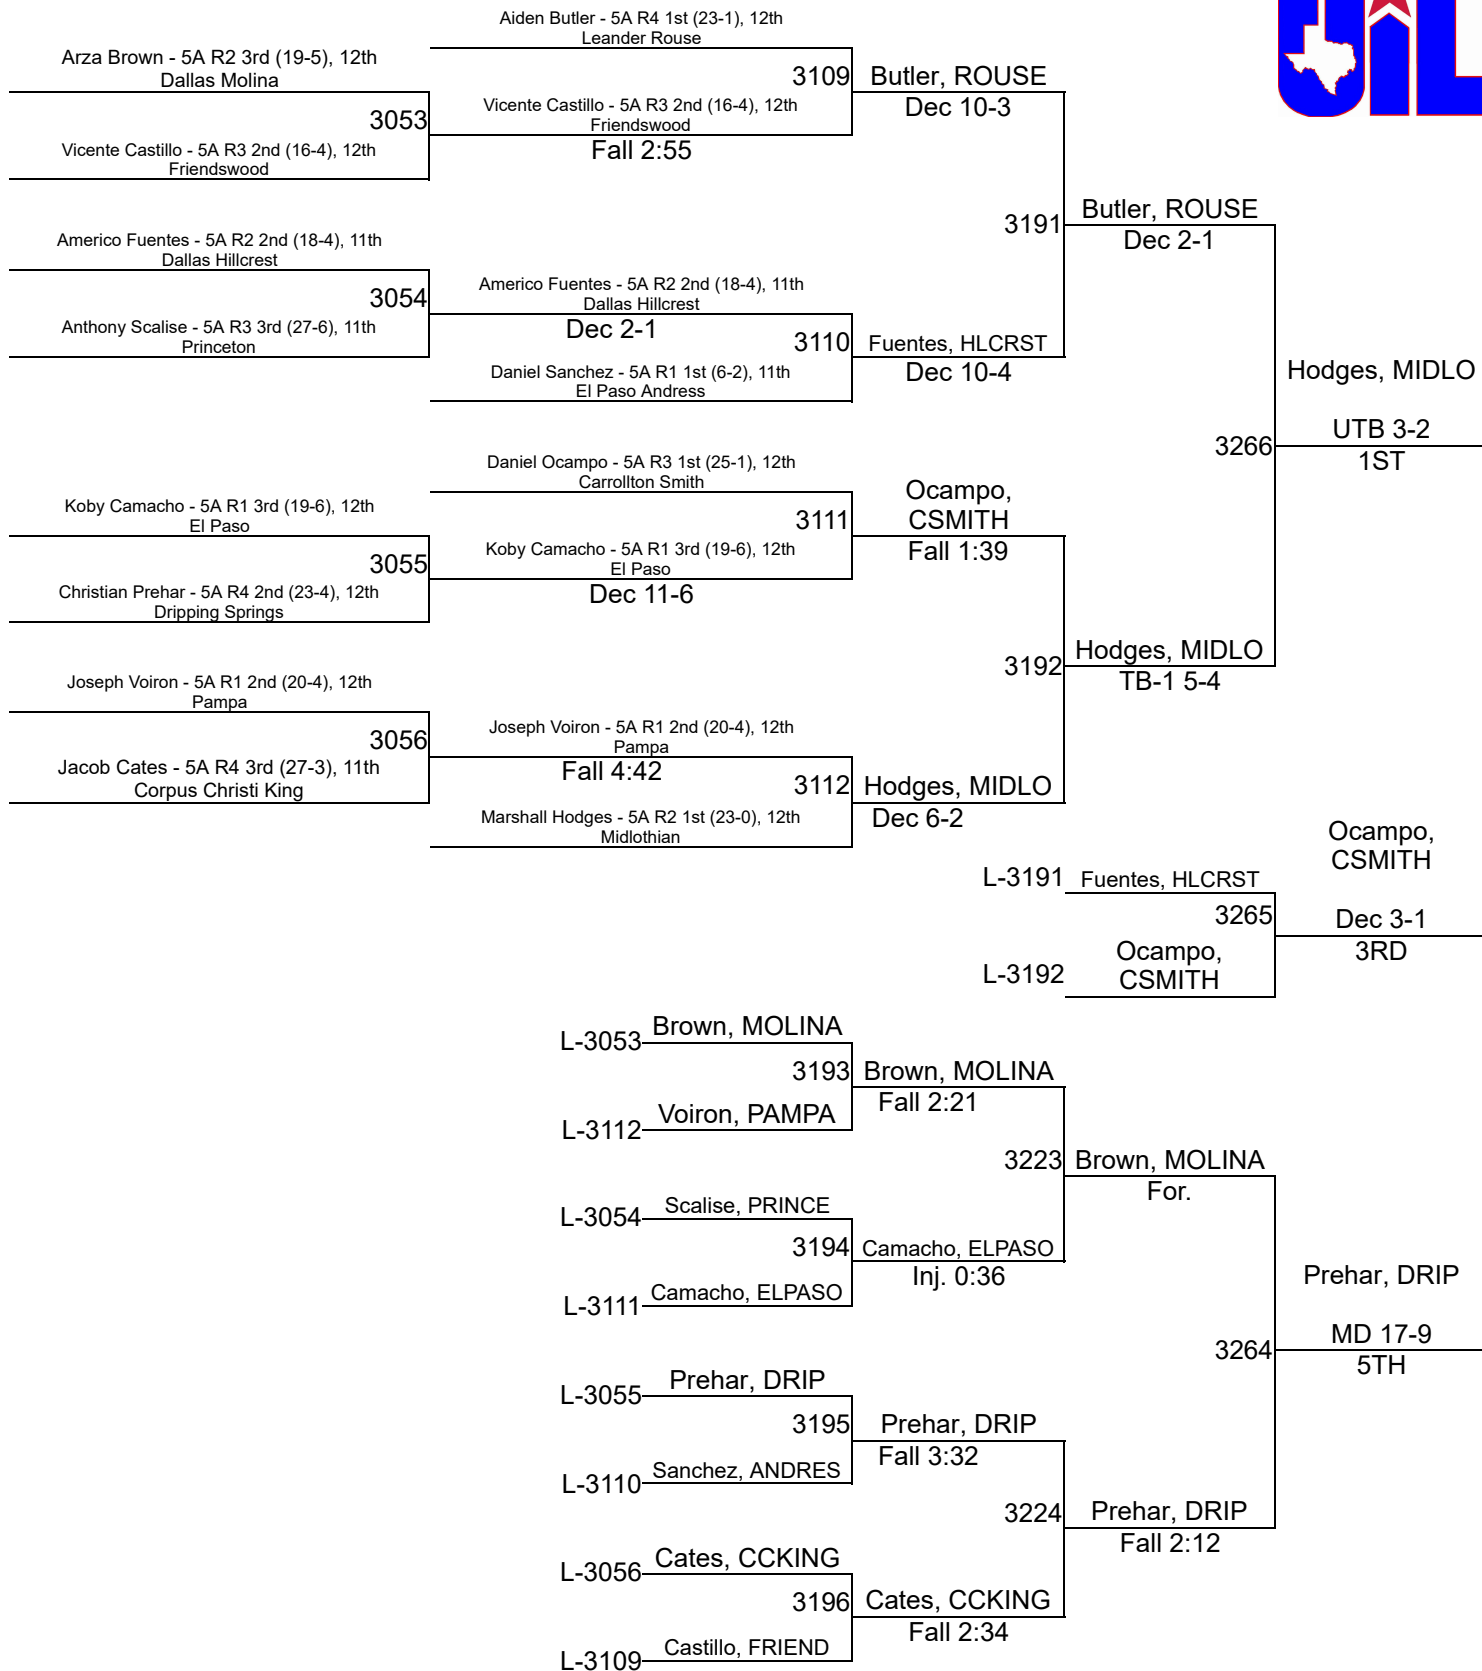 UIL
Aiden Butler - 5A R4 1st (23-1), 12th
Leander Rouse
Arza Brown - 5A R2 3rd (19-5), 12th
Dallas Molina
3109
Butler, ROUSE
Dec 10-3
3053
Vicente Castillo - 5A R3 2nd (16-4), 12th
Friendswood
Fall 2:55
Vicente Castillo - 5A R3 2nd (16-4), 12th
Friendswood
3191
Butler, ROUSE
Dec 2-1
Americo Fuentes - 5A R2 2nd (18-4), 11th
Dallas Hillcrest
3054
Americo Fuentes - 5A R2 2nd (18-4), 11th
Dallas Hillcrest
Dec 2-1
Anthony Scalise - 5A R3 3rd (27-6), 11th
Princeton
3110
Fuentes, HLCRST
Dec 10-4
Daniel Sanchez - 5A R1 1st (6-2), 11th
El Paso Andress
Hodges, MIDLO
3266
UTB 3-2
1ST
Daniel Ocampo - 5A R3 1st (25-1), 12th
Carrollton Smith
Koby Camacho - 5A R1 3rd (19-6), 12th
El Paso
3111
Ocampo,
CSMITH
Fall 1:39
3055
Koby Camacho - 5A R1 3rd (19-6), 12th
El Paso
Dec 11-6
Christian Prehar - 5A R4 2nd (23-4), 12th
Dripping Springs
3192
Hodges, MIDLO
TB-1 5-4
Joseph Voiron - 5A R1 2nd (20-4), 12th
Pampa
3056
Joseph Voiron - 5A R1 2nd (20-4), 12th
Pampa
Fall 4:42
Jacob Cates - 5A R4 3rd (27-3), 11th
Corpus Christi King
3112
Hodges, MIDLO
Dec 6-2
Marshall Hodges - 5A R2 1st (23-0), 12th
Midlothian
L-3191
Fuentes, HLCRST
Ocampo,
CSMITH
3265
Dec 3-1
3RD
L-3192
Ocampo,
CSMITH
L-3053
Brown, MOLINA
3193
Brown, MOLINA
Fall 2:21
L-3112
Voiron, PAMPA
3223
Brown, MOLINA
For.
L-3054
Scalise, PRINCE
3194
Camacho, ELPASO
Inj. 0:36
L-3111
Camacho, ELPASO
Prehar, DRIP
3264
MD 17-9
5TH
L-3055
Prehar, DRIP
3195
Prehar, DRIP
Fall 3:32
L-3110
Sanchez, ANDRES
3224
Prehar, DRIP
Fall 2:12
L-3056
Cates, CCKING
3196
Cates, CCKING
Fall 2:34
L-3109
Castillo, FRIEND